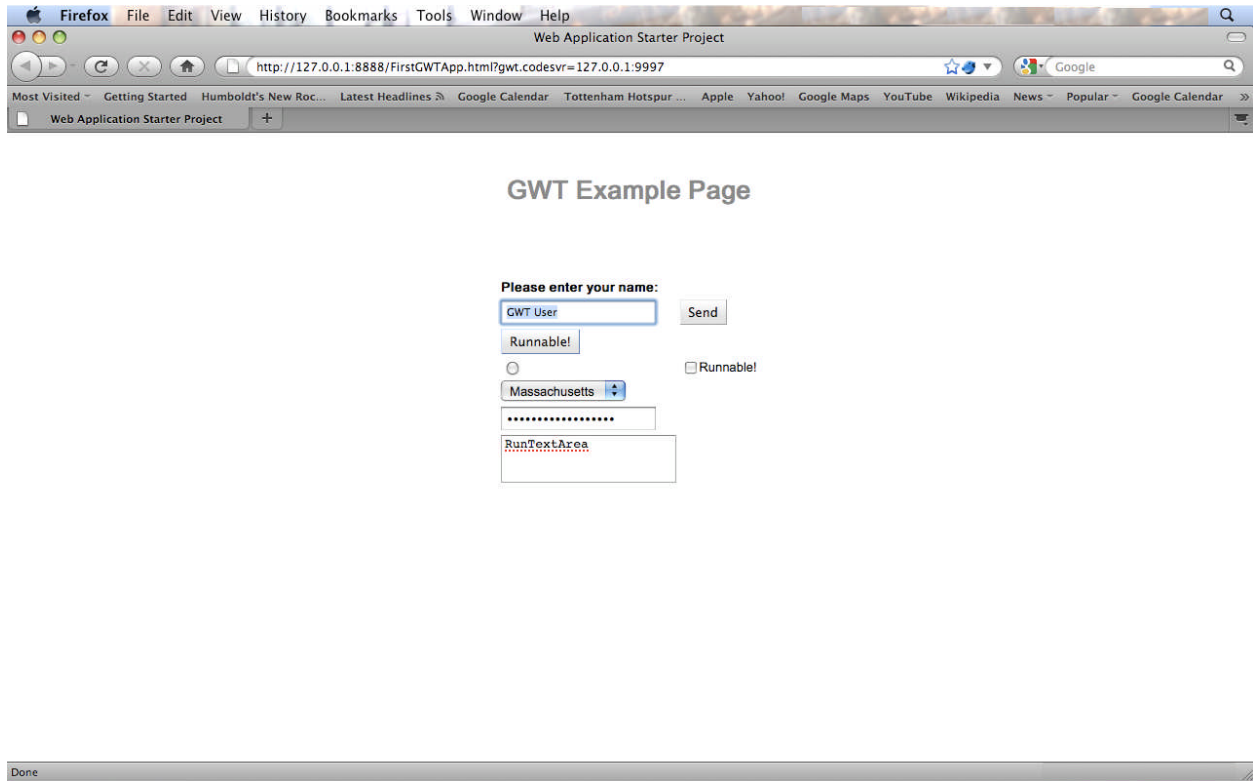 Firefox File Edit View History Bookmarks Tools Window Help
Web Application Starter Project
http://127.0.0.1:8888/FirstGWTApp.html?gwt.codesvr=127.0.0.1:9997 Google
Most Visited Getting Started Humboldt's New Roc... Latest Headlines Google Calendar Tottenham Hotspur ... Apple Yahoo! Google Maps YouTube Wikipedia News Popular Google Calendar »
Web Application Starter Project +
GWT Example Page
Please enter your name:
GWT User Send
Runnable!
Runnable!
Massachusetts
••••••••••••••••••
RunTextArea
Done